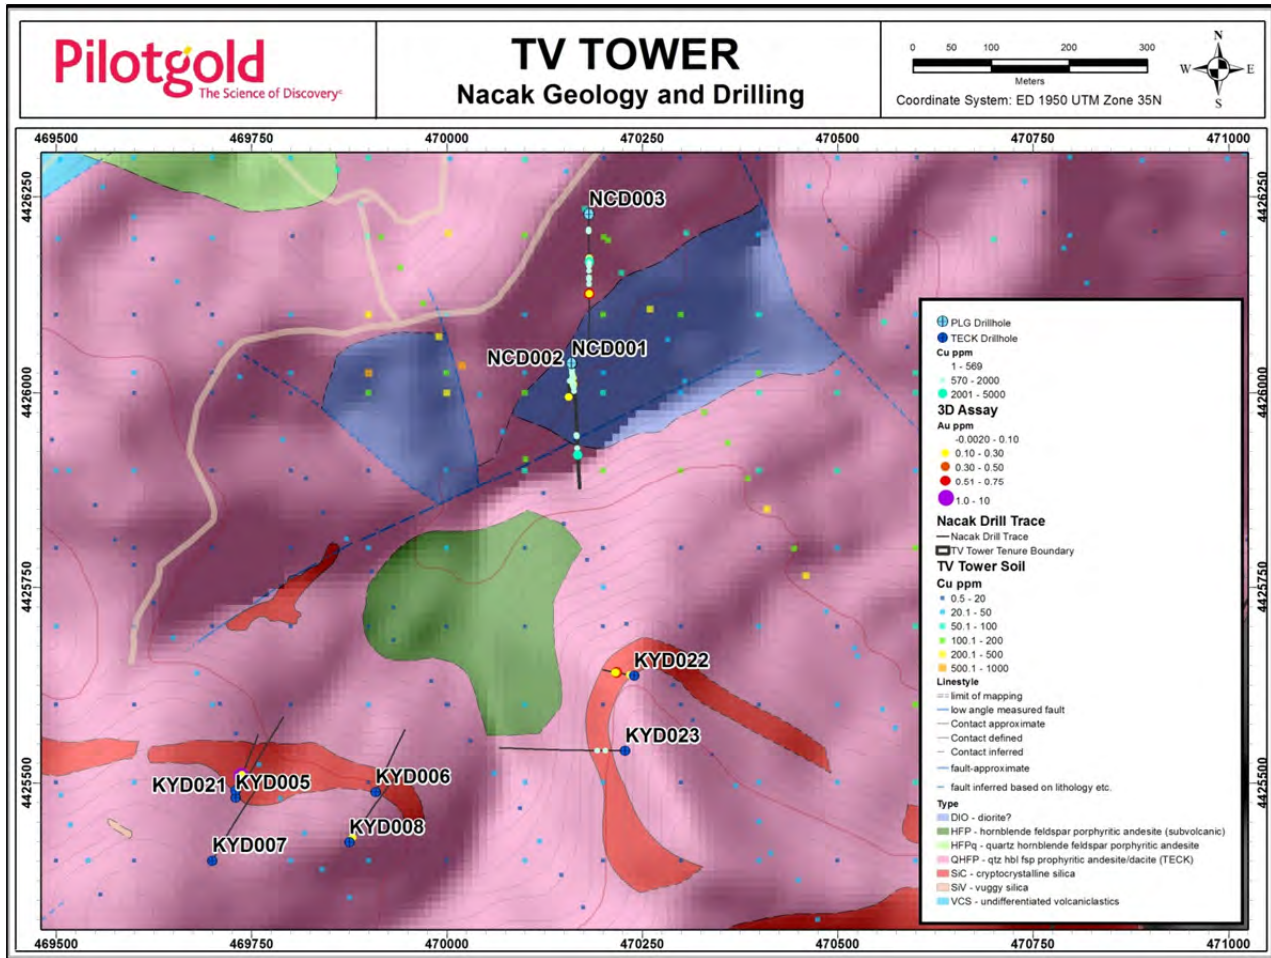 Pilotgold
The Science of Discovery
TV TOWER
Nacak Geology and Drilling
0 50 100 200 300
Meters
Coordinate System: ED 1950 UTM Zone 35N
N
W E
S
469500 469750 470000 470250 470500 470750 471000
4426250 4426250
4426000 4426000
4425750 4425750
4425500 4425500
NCD003
NCD002 NCD001
KYD022
KYD023
KYD021 KYD005 KYD006
KYD008
KYD007
PLG Drillhole
TECK Drillhole
Cu ppm
1 - 569
570 - 2000
2001 - 5000
3D Assay
Au ppm
-0.0020 - 0.10
0.10 - 0.30
0.30 - 0.50
0.51 - 0.75
1.0 - 10
Nacak Drill Trace
Nacak Drill Trace
TV Tower Tenure Boundary
TV Tower Soil
Cu ppm
0.5 - 20
20.1 - 50
50.1 - 100
100.1 - 200
200.1 - 500
500.1 - 1000
Linestyle
limit of mapping
low angle measured fault
Contact approximate
Contact defined
Contact inferred
fault-approximate
fault inferred based on lithology etc.
Type
DIO - diorite?
HFP - hornblende feldspar porphyritic andesite (subvolcanic)
HFPq - quartz hornblende feldspar porphyritic andesite
QHFP - qtz hbl fsp prophyritic andesite/dacite (TECK)
SiC - cryptocrystalline silica
SiV - vuggy silica
VCS - undifferentiated volcaniclastics
469500 469750 470000 470250 470500 470750 471000